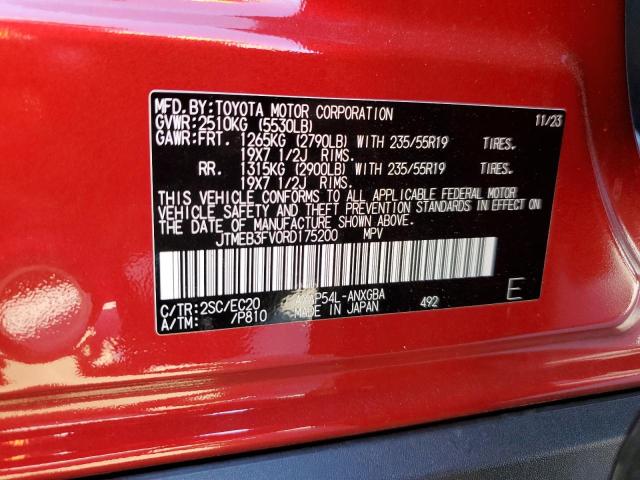 MFD. BY: TOYOTA MOTOR CORPORATION 11/23
GVWR: 2510KG (5530LB)
GAWR: FRT. 1265KG (2790LB) WITH 235/55R19 TIRES.
19X7 1/2J RIMS.
RR. 1315KG (2900LB) WITH 235/55R19 TIRES.
19X7 1/2J RIMS.
THIS VEHICLE CONFORMS TO ALL APPLICABLE FEDERAL MOTOR
VEHICLE SAFETY AND THEFT PREVENTION STANDARDS IN EFFECT ON
THE DATE OF MANUFACTURE SHOWN ABOVE.
JTMEB3FV0RD175200 MPV
C/TR: 2SC/EC20 P54L-ANXGBA 492 E
A/TM: /P810 MADE IN JAPAN